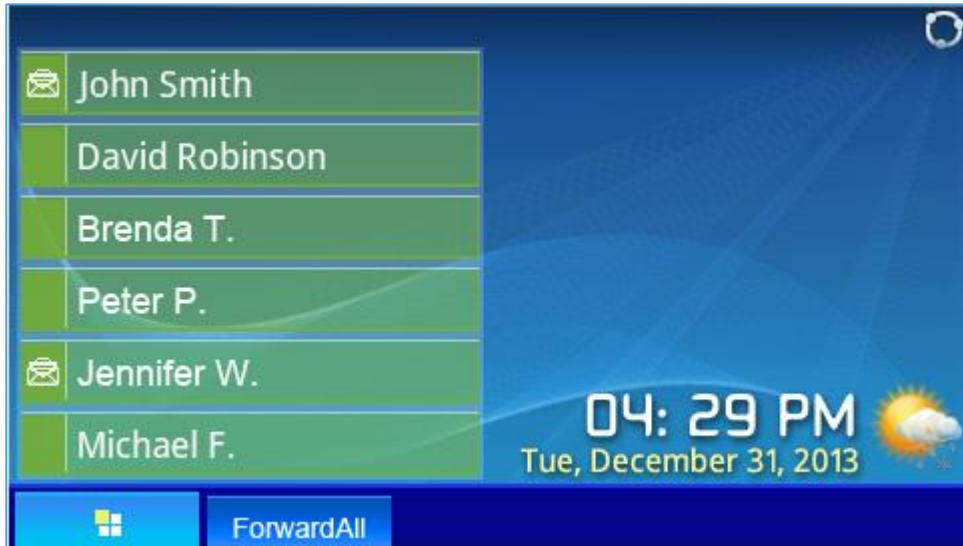 John Smith
David Robinson
Brenda T.
Peter P.
Jennifer W.
Michael F.
04: 29 PM
Tue, December 31, 2013
ForwardAll